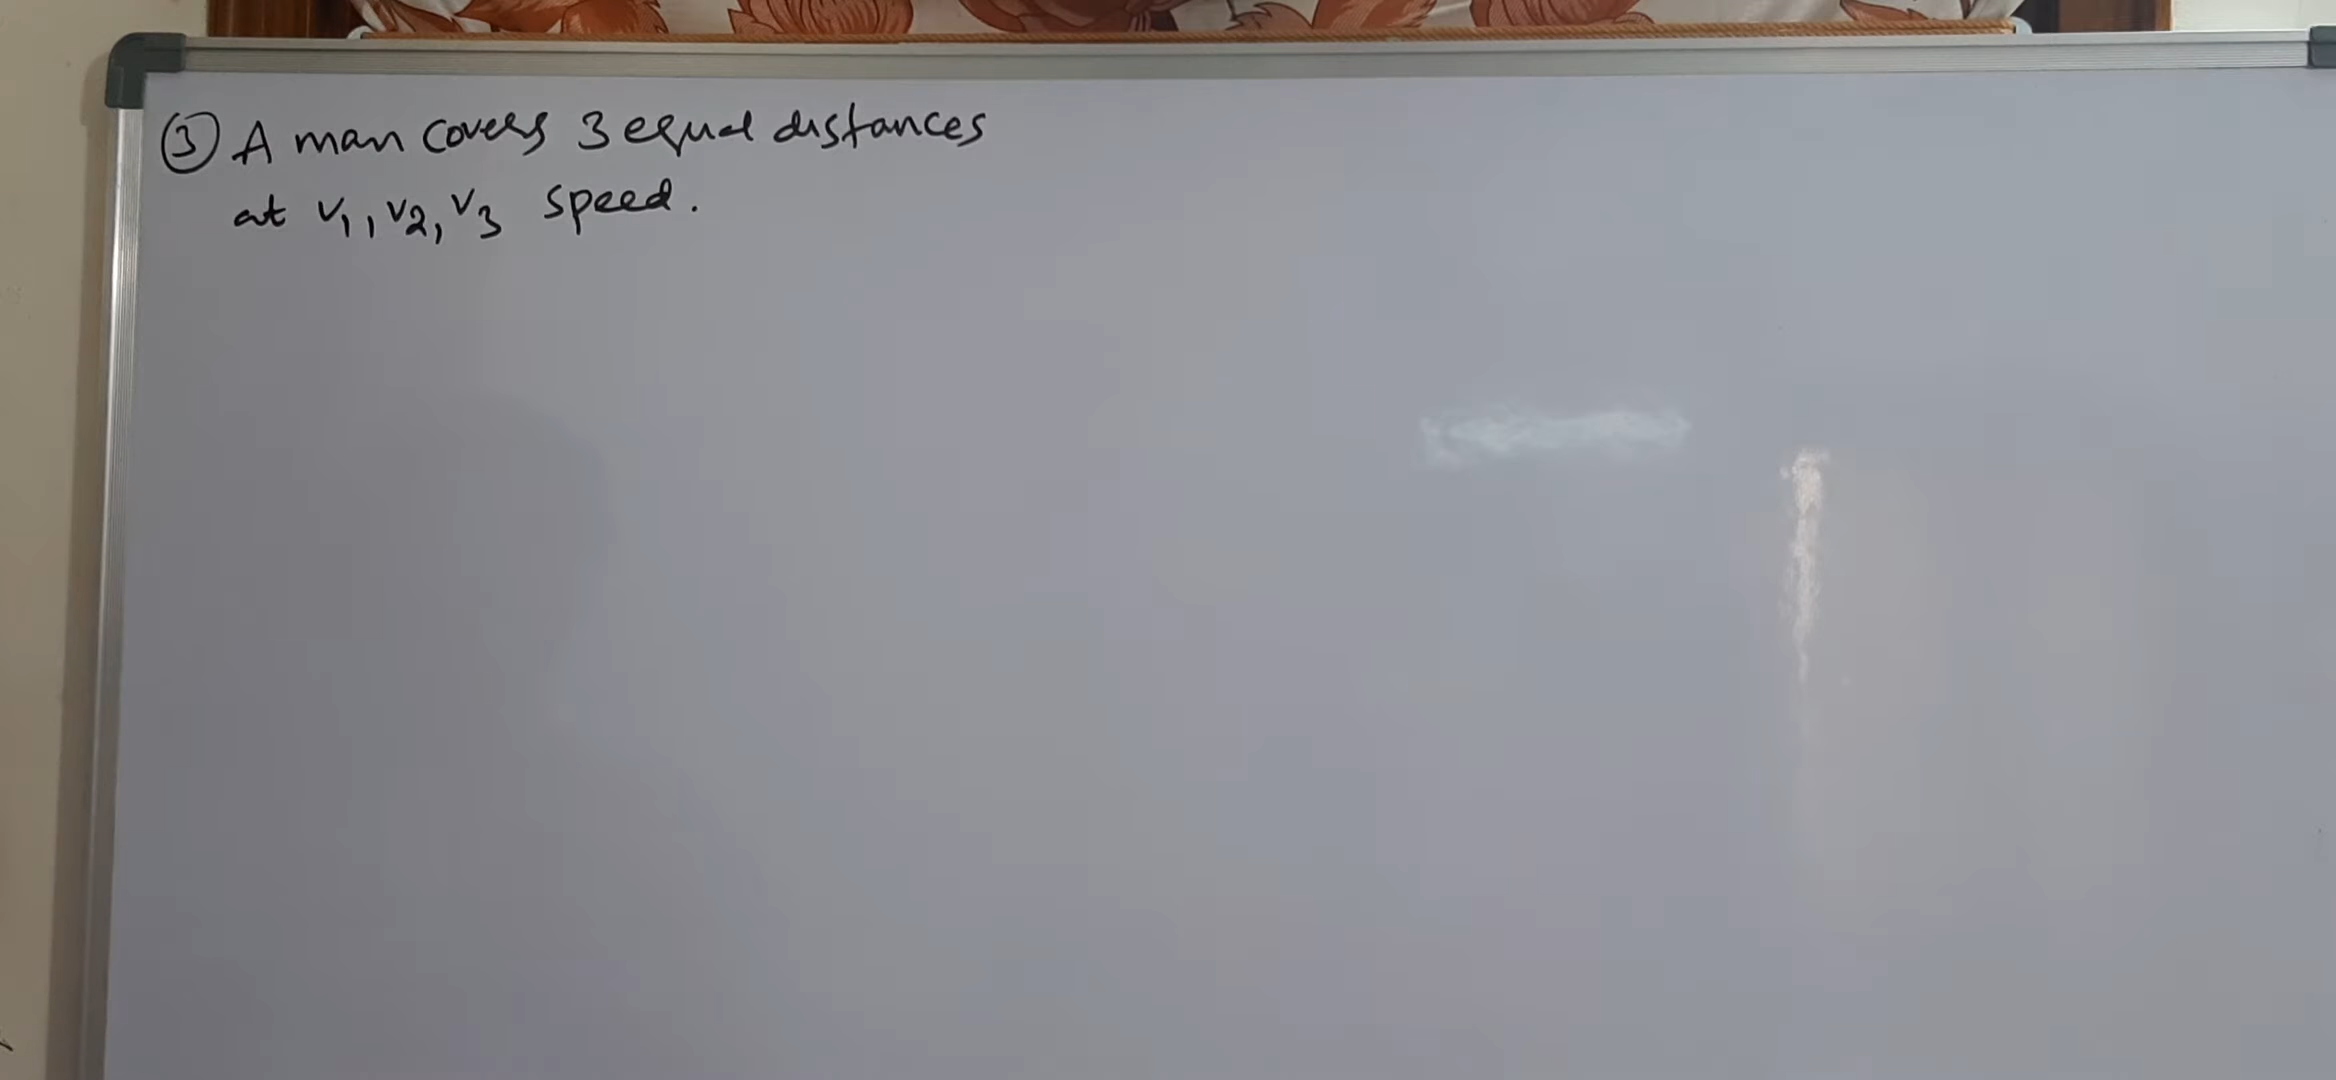 ③ A man covers 3 equal distances
at v₁, v₂, v₃ speed.